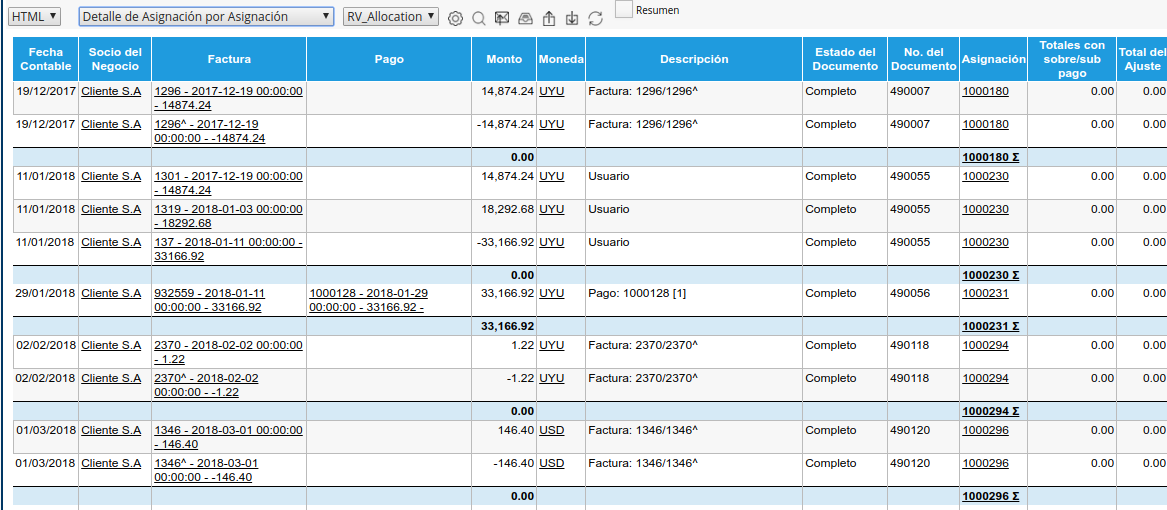 HTML Detalle de Asignación por Asignación RV_Allocation Resumen
Fecha Contable Socio del Negocio Factura Pago Monto Moneda Descripción Estado del Documento No. del Documento Asignación Totales con sobre/sub pago Total del Ajuste
19/12/2017 Cliente S.A 1296 - 2017-12-19 00:00:00 - 14874.24 14,874.24 UYU Factura: 1296/1296^ Completo 490007 1000180 0.00 0.00
19/12/2017 Cliente S.A 1296^ - 2017-12-19 00:00:00 - -14874.24 -14,874.24 UYU Factura: 1296/1296^ Completo 490007 1000180 0.00 0.00
0.00 1000180 Σ
11/01/2018 Cliente S.A 1301 - 2017-12-19 00:00:00 - 14874.24 14,874.24 UYU Usuario Completo 490055 1000230 0.00 0.00
11/01/2018 Cliente S.A 1319 - 2018-01-03 00:00:00 - 18292.68 18,292.68 UYU Usuario Completo 490055 1000230 0.00 0.00
11/01/2018 Cliente S.A 137 - 2018-01-11 00:00:00 - 33166.92 -33,166.92 UYU Usuario Completo 490055 1000230 0.00 0.00
0.00 1000230 Σ
29/01/2018 Cliente S.A 932559 - 2018-01-11 00:00:00 - 33166.92 1000128 - 2018-01-29 00:00:00 - 33166.92 - 33,166.92 UYU Pago: 1000128 [1] Completo 490056 1000231 0.00 0.00
33,166.92 1000231 Σ
02/02/2018 Cliente S.A 2370 - 2018-02-02 00:00:00 - 1.22 1.22 UYU Factura: 2370/2370^ Completo 490118 1000294 0.00 0.00
02/02/2018 Cliente S.A 2370^ - 2018-02-02 00:00:00 - -1.22 -1.22 UYU Factura: 2370/2370^ Completo 490118 1000294 0.00 0.00
0.00 1000294 Σ
01/03/2018 Cliente S.A 1346 - 2018-03-01 00:00:00 - 146.40 146.40 USD Factura: 1346/1346^ Completo 490120 1000296 0.00 0.00
01/03/2018 Cliente S.A 1346^ - 2018-03-01 00:00:00 - -146.40 -146.40 USD Factura: 1346/1346^ Completo 490120 1000296 0.00 0.00
0.00 1000296 Σ